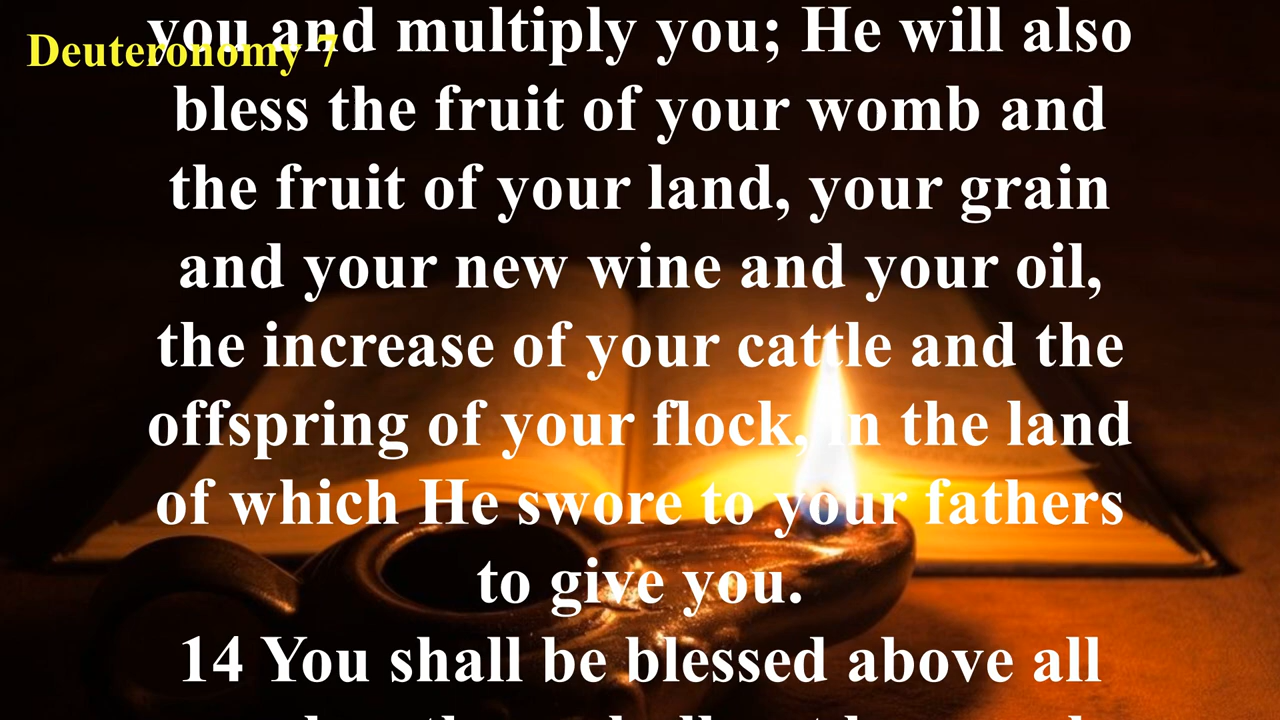 Deuteronomy 7
you and multiply you; He will also
bless the fruit of your womb and
the fruit of your land, your grain
and your new wine and your oil,
the increase of your cattle and the
offspring of your flock, in the land
of which He swore to your fathers
to give you.
14 You shall be blessed above all